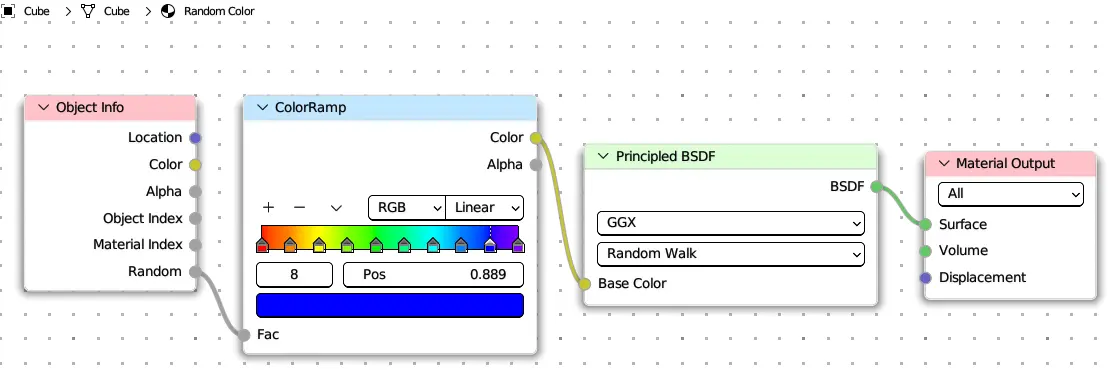 Cube > Cube > Random Color
Object Info
Location
Color
Alpha
Object Index
Material Index
Random
ColorRamp
Color
Alpha
+ − RGB Linear
8 Pos 0.889
Fac
Principled BSDF
BSDF
GGX
Random Walk
Base Color
Material Output
All
Surface
Volume
Displacement